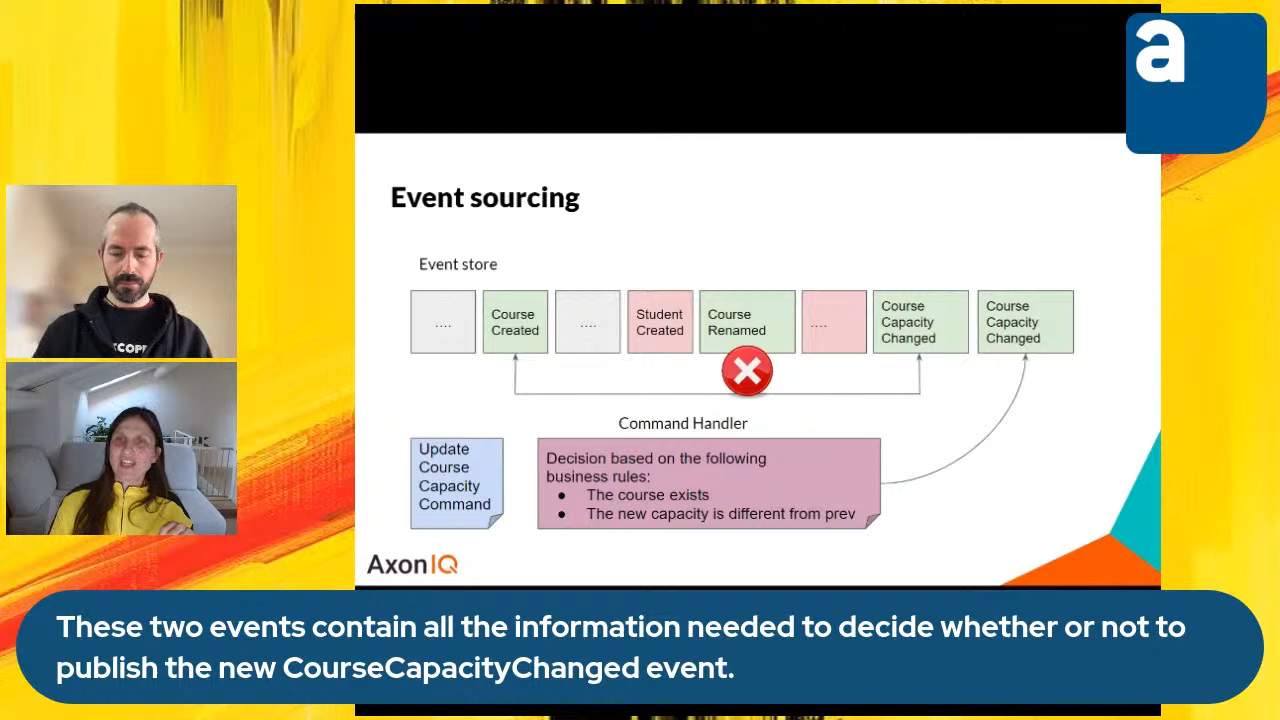 a
Event sourcing
Event store
....
Course
Created
....
Student
Created
Course
Renamed
....
Course
Capacity
Changed
Course
Capacity
Changed
Command Handler
Update
Course
Capacity
Command
Decision based on the following
business rules:
● The course exists
● The new capacity is different from prev
AxonIQ
These two events contain all the information needed to decide whether or not to
publish the new CourseCapacityChanged event.